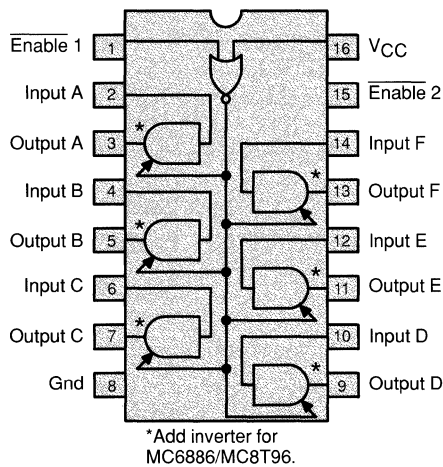 Enable 1
1
16
VCC
Input A
2
15
Enable 2
Output A
3
*
14
Input F
Input B
4
*
13
Output F
Output B
5
*
12
Input E
Input C
6
*
11
Output E
Output C
7
*
10
Input D
Gnd
8
*
9
Output D
*Add inverter for
MC6886/MC8T96.